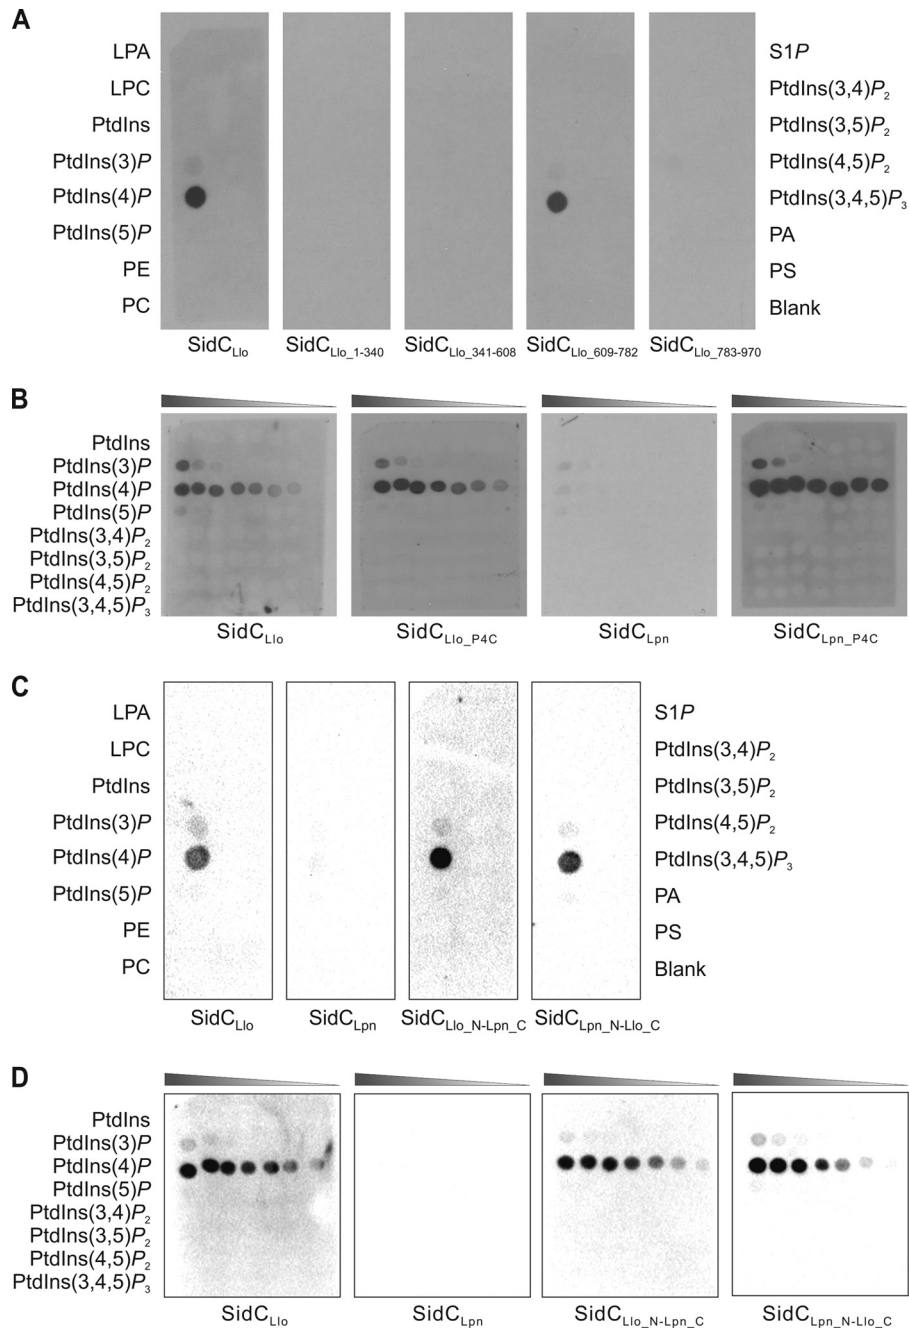 A
LPA
LPC
PtdIns
PtdIns(3)P
PtdIns(4)P
PtdIns(5)P
PE
PC
S1P
PtdIns(3,4)P2
PtdIns(3,5)P2
PtdIns(4,5)P2
PtdIns(3,4,5)P3
PA
PS
Blank
SidCLlo SidCLlo_1-340 SidCLlo_341-608 SidCLlo_609-782 SidCLlo_783-970
B
PtdIns
PtdIns(3)P
PtdIns(4)P
PtdIns(5)P
PtdIns(3,4)P2
PtdIns(3,5)P2
PtdIns(4,5)P2
PtdIns(3,4,5)P3
SidCLlo SidCLlo_P4C SidCLpn SidCLpn_P4C
C
LPA
LPC
PtdIns
PtdIns(3)P
PtdIns(4)P
PtdIns(5)P
PE
PC
S1P
PtdIns(3,4)P2
PtdIns(3,5)P2
PtdIns(4,5)P2
PtdIns(3,4,5)P3
PA
PS
Blank
SidCLlo SidCLpn SidCLlo_N-Lpn_C SidCLpn_N-Llo_C
D
PtdIns
PtdIns(3)P
PtdIns(4)P
PtdIns(5)P
PtdIns(3,4)P2
PtdIns(3,5)P2
PtdIns(4,5)P2
PtdIns(3,4,5)P3
SidCLlo SidCLpn SidCLlo_N-Lpn_C SidCLpn_N-Llo_C